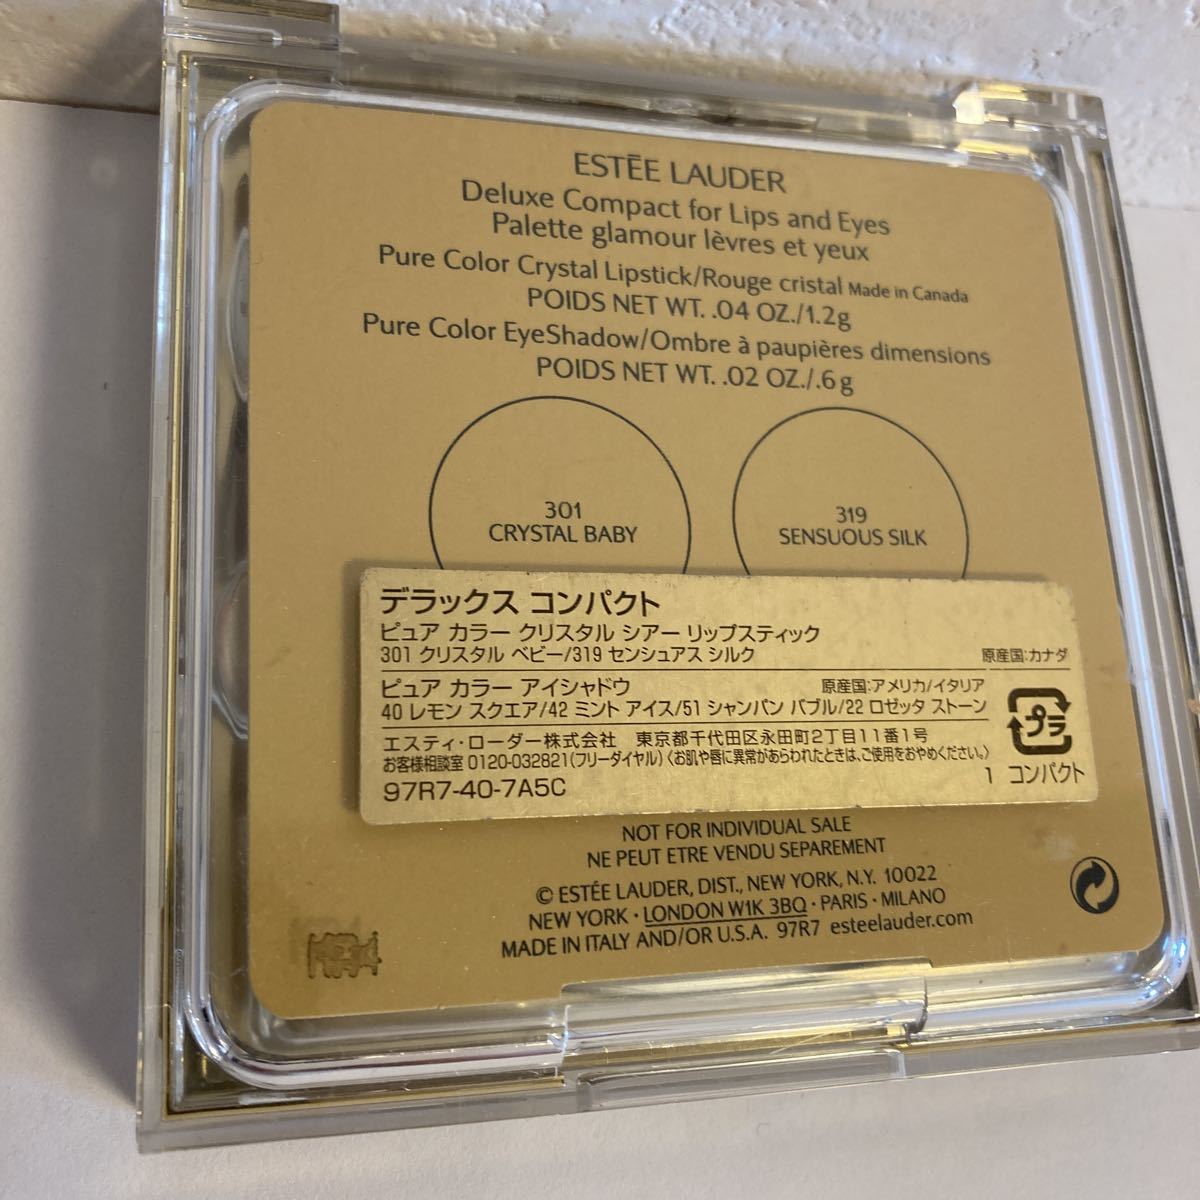 ESTĒE LAUDER
Deluxe Compact for Lips and Eyes
Palette glamour lèvres et yeux
Pure Color Crystal Lipstick/Rouge cristal Made in Canada
POIDS NET WT. .04 OZ./1.2g
Pure Color EyeShadow/Ombre à paupières dimensions
POIDS NET WT. .02 OZ./.6g
301
CRYSTAL BABY
319
SENSUOUS SILK
デラックス コンパクト
ピュア カラー クリスタル シアー リップスティック
301 クリスタル ベビー/319 センシュアス シルク 原産国:カナダ
ピュア カラー アイシャドウ 原産国:アメリカ/イタリア
40 レモン スクエア/42 ミント アイス/51 シャンパン バブル/22 ロゼッタ ストーン
プラ
エスティ・ローダー株式会社 東京都千代田区永田町2丁目11番1号
お客様相談室 0120-032821(フリーダイヤル)〈お肌や唇に異常があらわれたときは、ご使用をおやめください。〉
97R7-40-7A5C
1 コンパクト
NOT FOR INDIVIDUAL SALE
NE PEUT ETRE VENDU SEPAREMENT
© ESTÉE LAUDER, DIST., NEW YORK, N.Y. 10022
NEW YORK · LONDON W1K 3BQ · PARIS · MILANO
MADE IN ITALY AND/OR U.S.A. 97R7 esteelauder.com